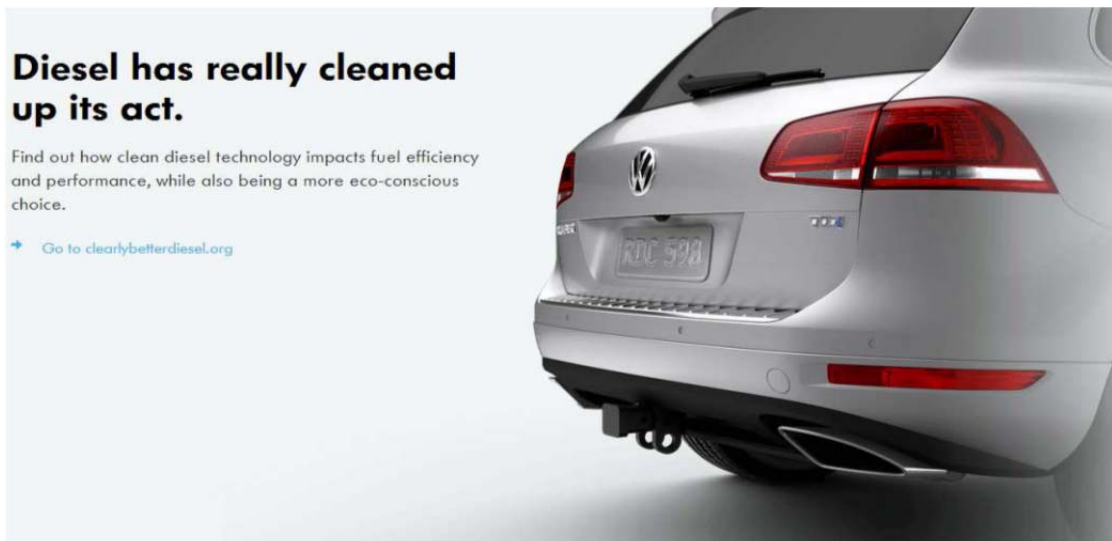 Diesel has really cleaned
up its act.
Find out how clean diesel technology impacts fuel efficiency
and performance, while also being a more eco-conscious
choice.
Go to clearlybetterdiesel.org
TDI
RDC 598